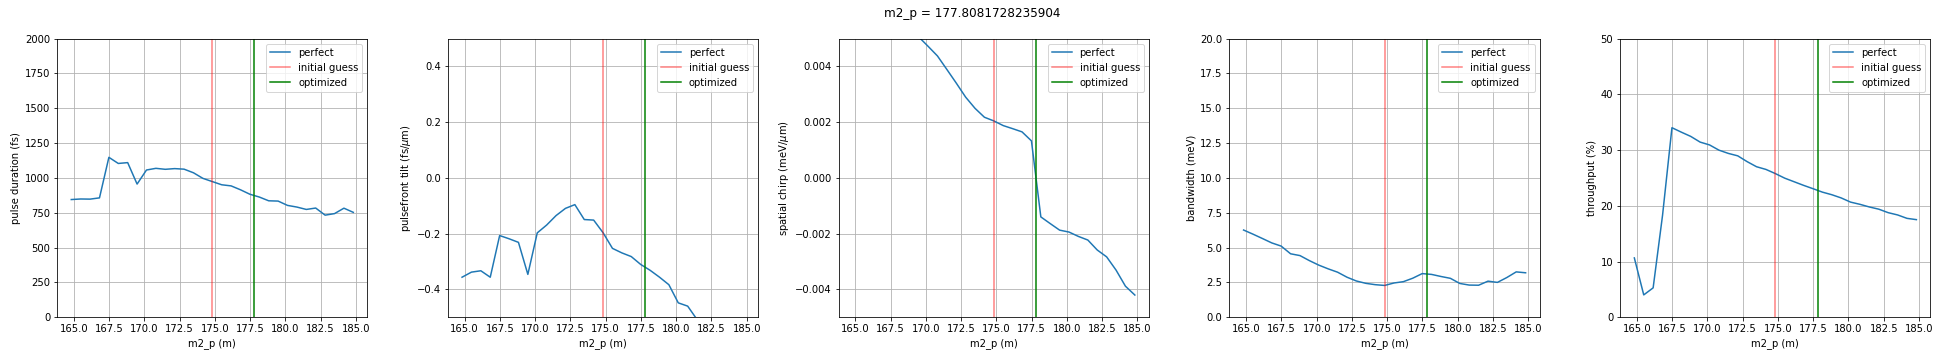 m2_p = 177.8081728235904
pulse duration (fs)
2000
1750
1500
1250
1000
750
500
250
0
165.0 167.5 170.0 172.5 175.0 177.5 180.0 182.5 185.0
m2_p (m)
perfect
initial guess
optimized
pulsefront tilt (fs/μm)
0.4
0.2
0.0
−0.2
−0.4
165.0 167.5 170.0 172.5 175.0 177.5 180.0 182.5 185.0
m2_p (m)
perfect
initial guess
optimized
spatial chirp (meV/μm)
0.004
0.002
0.000
−0.002
−0.004
165.0 167.5 170.0 172.5 175.0 177.5 180.0 182.5 185.0
m2_p (m)
perfect
initial guess
optimized
bandwidth (meV)
20.0
17.5
15.0
12.5
10.0
7.5
5.0
2.5
0.0
165.0 167.5 170.0 172.5 175.0 177.5 180.0 182.5 185.0
m2_p (m)
perfect
initial guess
optimized
throughput (%)
50
40
30
20
10
0
165.0 167.5 170.0 172.5 175.0 177.5 180.0 182.5 185.0
m2_p (m)
perfect
initial guess
optimized